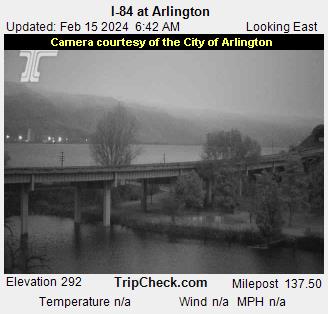 I-84 at Arlington
Updated: Feb 15 2024 6:42 AM Looking East
Camera courtesy of the City of Arlington
Elevation 292 TripCheck.com Milepost 137.50
Temperature n/a Wind n/a MPH n/a